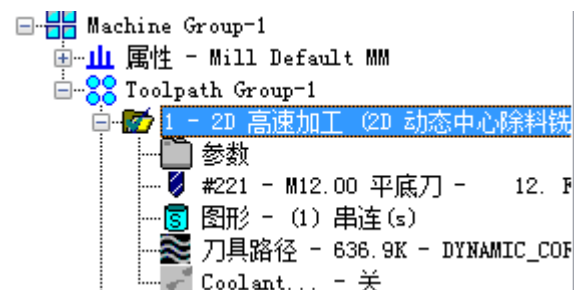 Machine Group-1
属性 - Mill Default MM
Toolpath Group-1
1 - 2D 高速加工 (2D 动态中心除料铣
参数
#221 - M12.00 平底刀 - 12.
图形 - (1) 串连(s)
刀具路径 - 636.9K - DYNAMIC_COR
Coolant... - 关